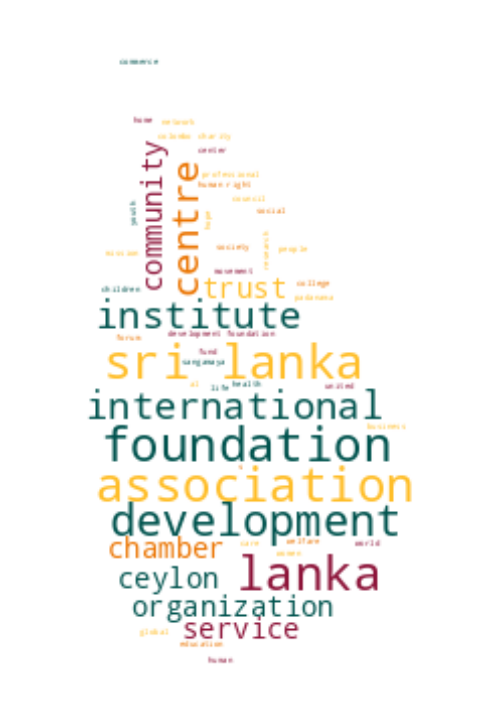 commerce
home network
colombo charity
community
center
centre
professional
human right
council
youth
hope
social
mission
society
research
people
movement
children
trust
college
padanama
institute
forum
development foundation
sri lanka
fund
sangamaya
al
life health
united
international
business
foundation
association
development
chamber
care
welfare
world
women
ceylon
lanka
organization
global
service
education
human